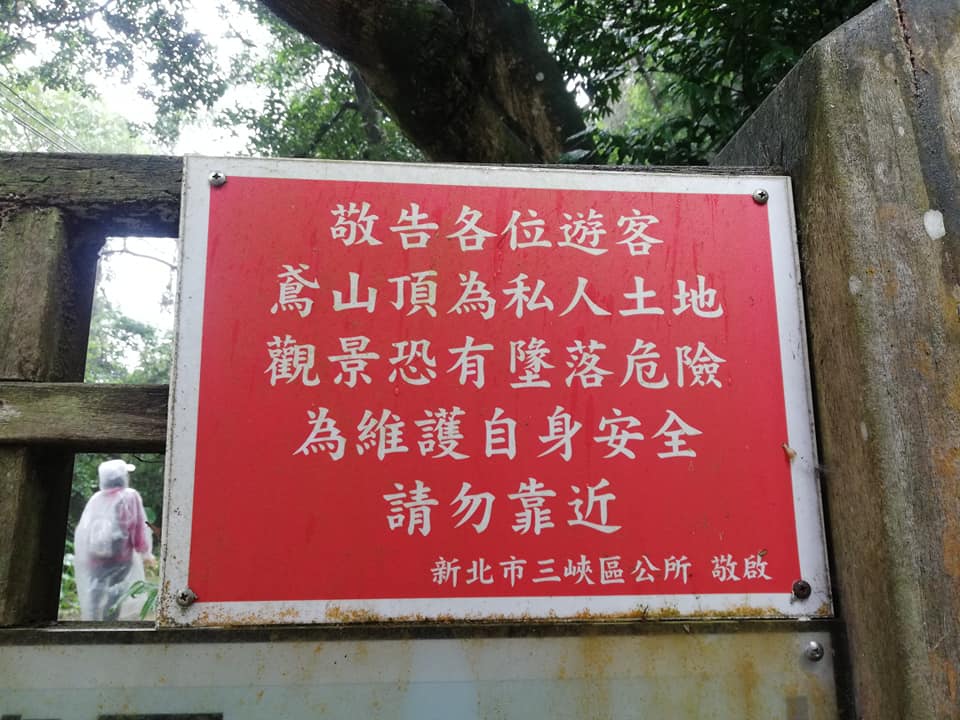 敬告各位遊客
鳶山頂為私人土地
觀景恐有墜落危險
為維護自身安全
請勿靠近
新北市三峽區公所 敬啟